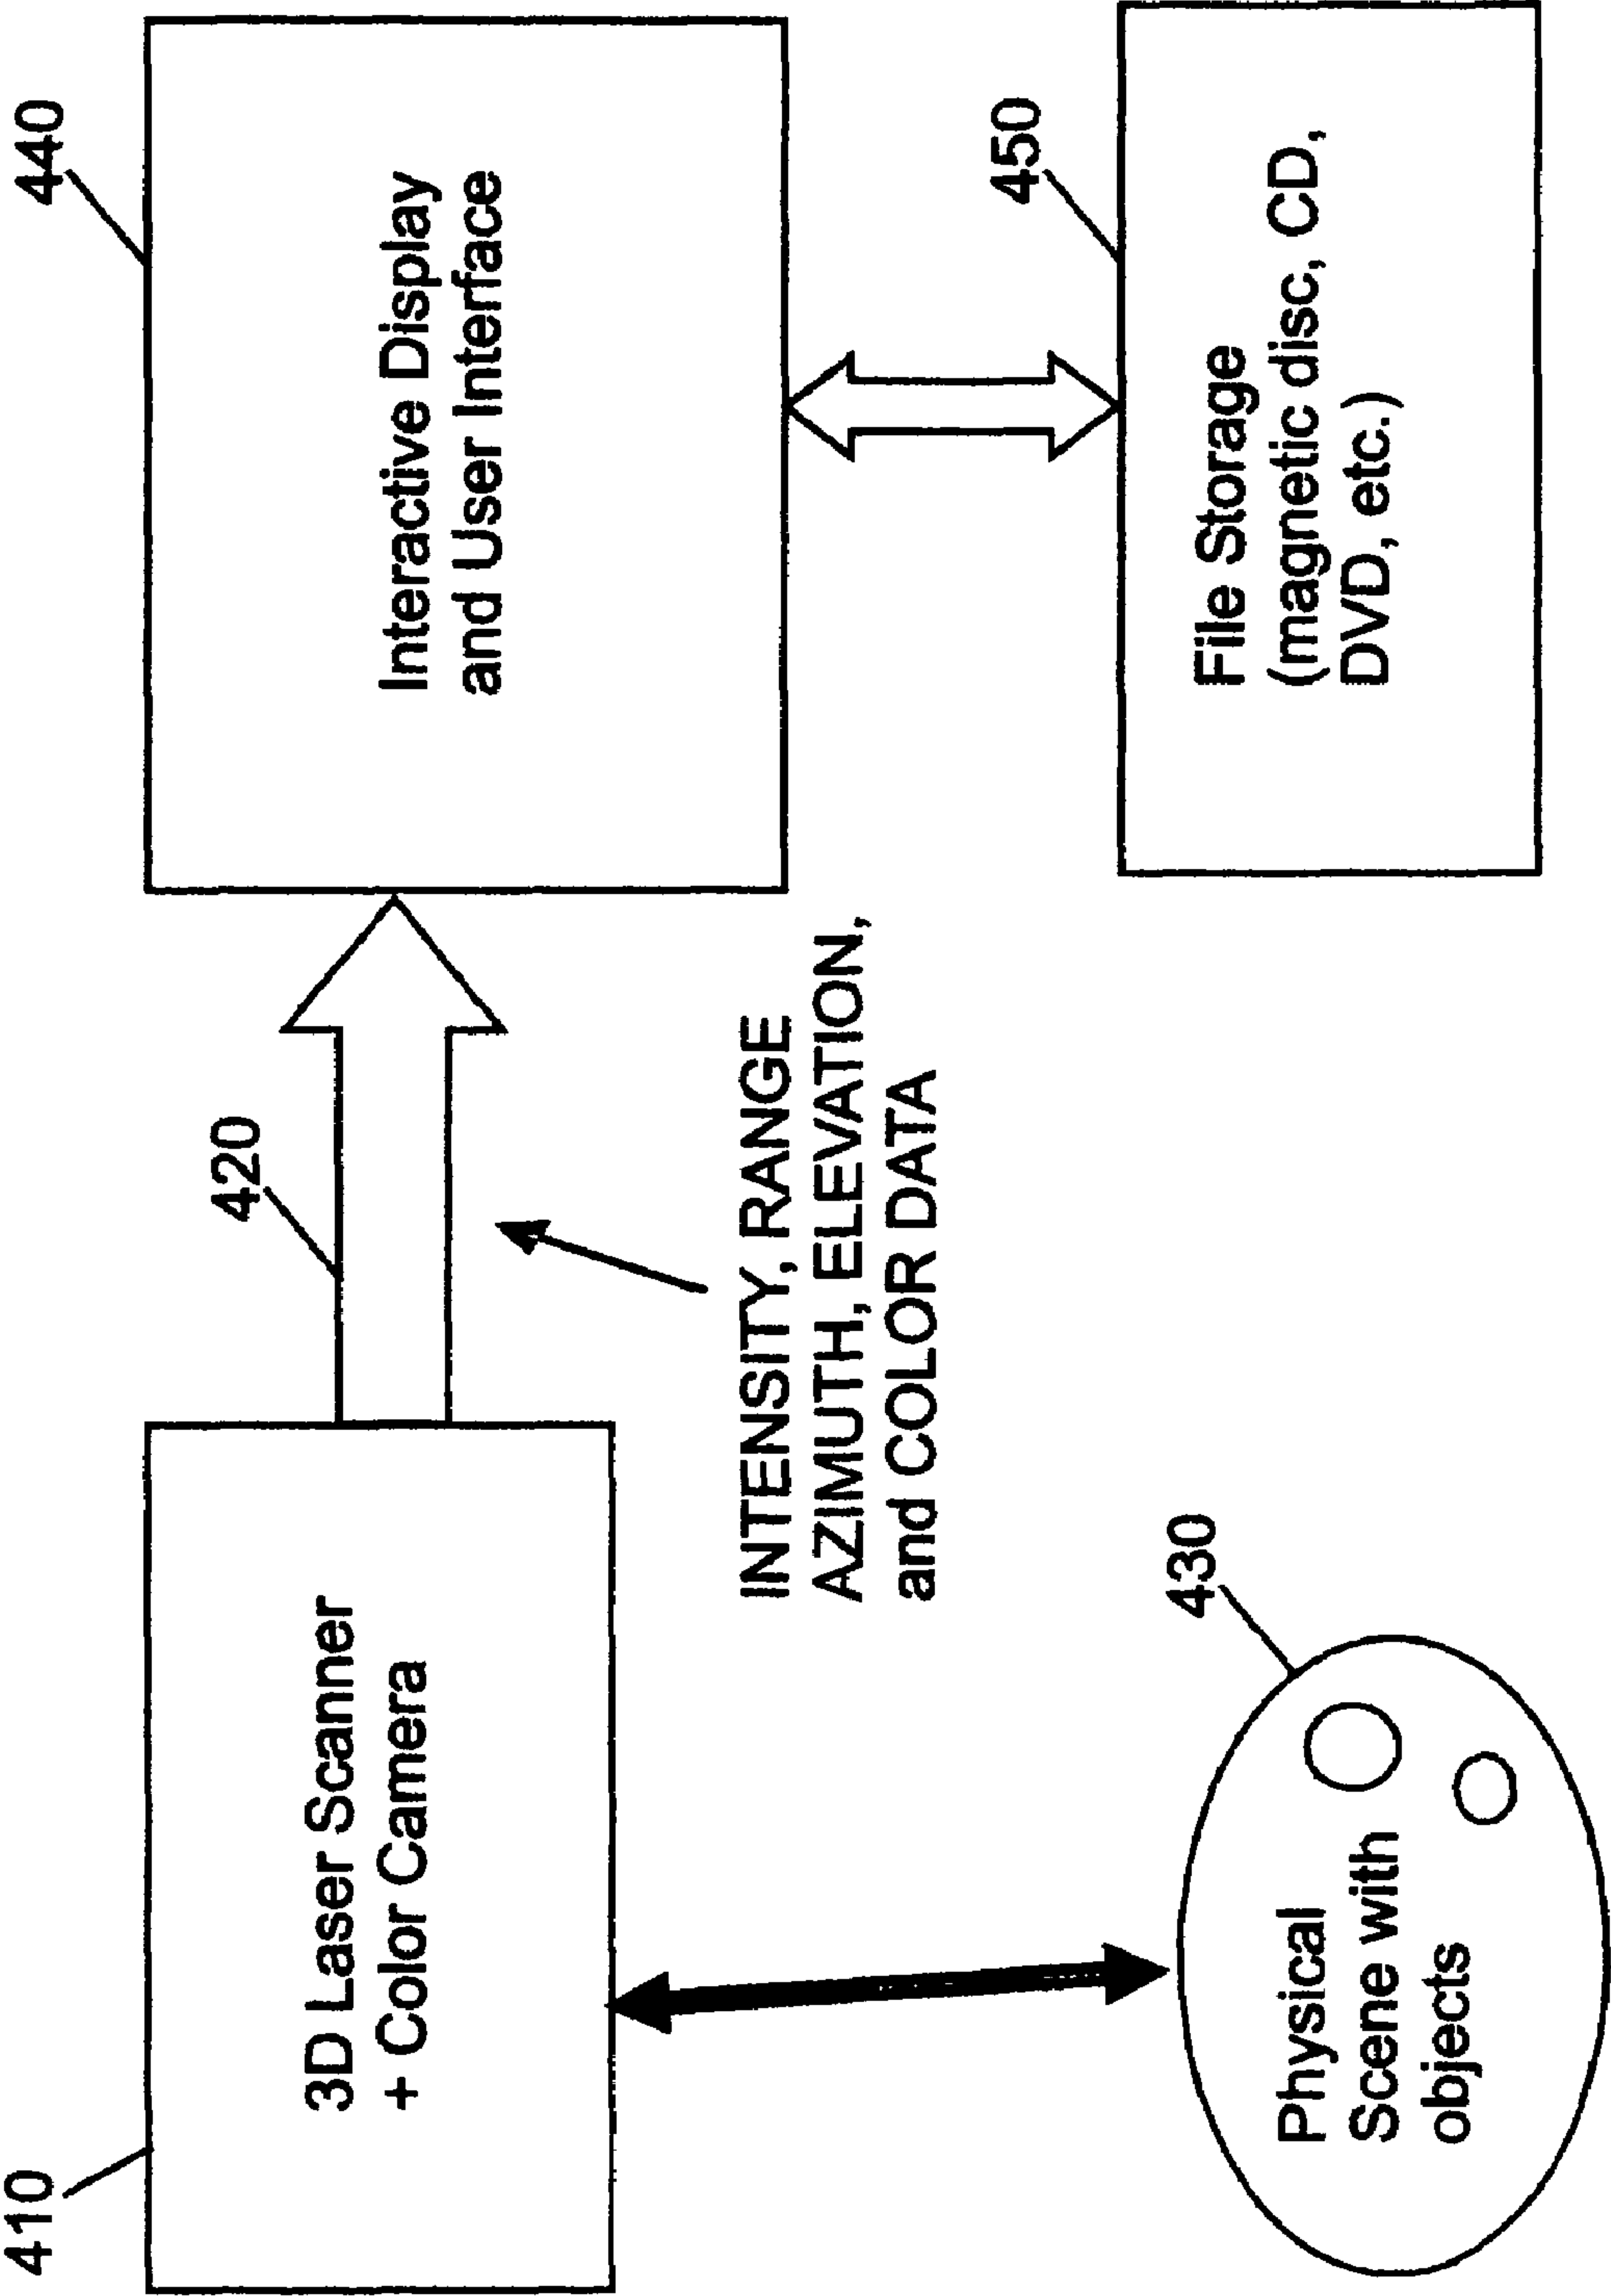 410
3D Laser Scanner
+ Color Camera
420
INTENSITY, RANGE
AZIMUTH, ELEVATION,
and COLOR DATA
440
Interactive Display
and User Interface
430
Physical
Scene with
objects
450
File Storage
(magnetic disc, CD,
DVD, etc.)